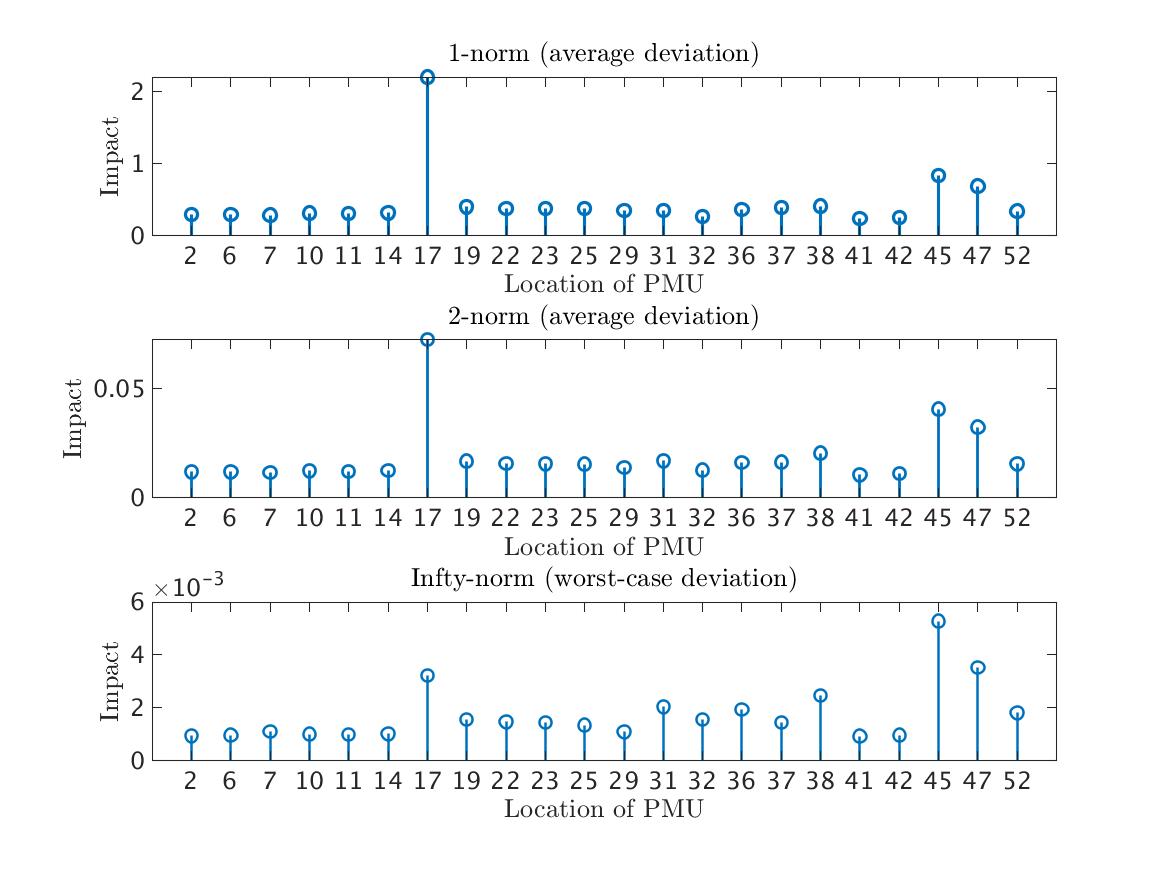 1-norm (average deviation)
2
1
0
Impact
2 6 7 10 11 14 17 19 22 23 25 29 31 32 36 37 38 41 42 45 47 52
Location of PMU
2-norm (average deviation)
0.05
0
Impact
2 6 7 10 11 14 17 19 22 23 25 29 31 32 36 37 38 41 42 45 47 52
Location of PMU
Infty-norm (worst-case deviation)
×10⁻³
6
4
2
0
Impact
2 6 7 10 11 14 17 19 22 23 25 29 31 32 36 37 38 41 42 45 47 52
Location of PMU